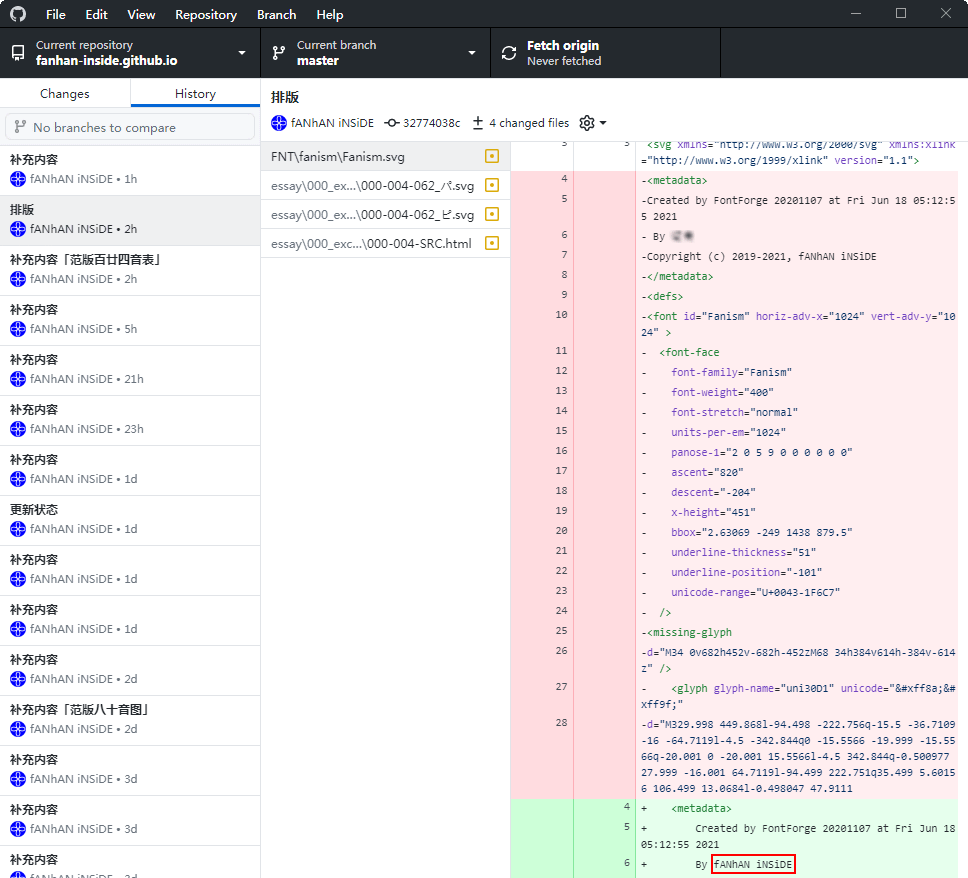 File Edit View Repository Branch Help
Current repository
fanhan-inside.github.io
Current branch
master
Fetch origin
Never fetched
Changes History
No branches to compare
补充内容
fANhAN iNSiDE • 1h
排版
fANhAN iNSiDE • 2h
补充内容「范版百廿四音表」
fANhAN iNSiDE • 2h
补充内容
fANhAN iNSiDE • 5h
补充内容
fANhAN iNSiDE • 21h
补充内容
fANhAN iNSiDE • 23h
补充内容
fANhAN iNSiDE • 1d
更新状态
fANhAN iNSiDE • 1d
补充内容
fANhAN iNSiDE • 1d
补充内容
fANhAN iNSiDE • 1d
补充内容
fANhAN iNSiDE • 2d
补充内容「范版八十音图」
fANhAN iNSiDE • 2d
补充内容
fANhAN iNSiDE • 3d
补充内容
fANhAN iNSiDE • 3d
补充内容
fANhAN iNSiDE • 3d
排版
fANhAN iNSiDE 32774038c ± 4 changed files
FNT\fanism\Fanism.svg
essay\000_ex...\000-004-062_パ.svg
essay\000_ex...\000-004-062_ピ.svg
essay\000_exc...\000-004-SRC.html
3 3 <svg xmlns="http://www.w3.org/2000/svg" xmlns:xlink
="http://www.w3.org/1999/xlink" version="1.1">
4 -<metadata>
5 -Created by FontForge 20201107 at Fri Jun 18 05:12:5
5 2021
6 - By
7 -Copyright (c) 2019-2021, fANhAN iNSiDE
8 -</metadata>
9 -<defs>
10 -<font id="Fanism" horiz-adv-x="1024" vert-adv-y="10
24" >
11 - <font-face
12 - font-family="Fanism"
13 - font-weight="400"
14 - font-stretch="normal"
15 - units-per-em="1024"
16 - panose-1="2 0 5 9 0 0 0 0 0 0"
17 - ascent="820"
18 - descent="-204"
19 - x-height="451"
20 - bbox="2.63069 -249 1438 879.5"
21 - underline-thickness="51"
22 - underline-position="-101"
23 - unicode-range="U+0043-1F6C7"
24 - />
25 -<missing-glyph
26 -d="M34 0v682h452v-682h-452zM68 34h384v614h-384v-614
z" />
27 - <glyph glyph-name="uni30D1" unicode="&#xff8a;&#
xff9f;"
28 -d="M329.998 449.868l-94.498 -222.756q-15.5 -36.7109
-16 -64.7119l-4.5 -342.844q0 -15.5566 -19.999 -15.55
66q-20.001 0 -20.001 15.5566l-4.5 342.844q-0.500977
27.999 -16.001 64.7119l-94.499 222.751q35.499 5.6015
6 106.499 13.0684l-0.498047 47.9111
4 + <metadata>
5 + Created by FontForge 20201107 at Fri Jun 18
05:12:55 2021
6 + By fANhAN iNSiDE